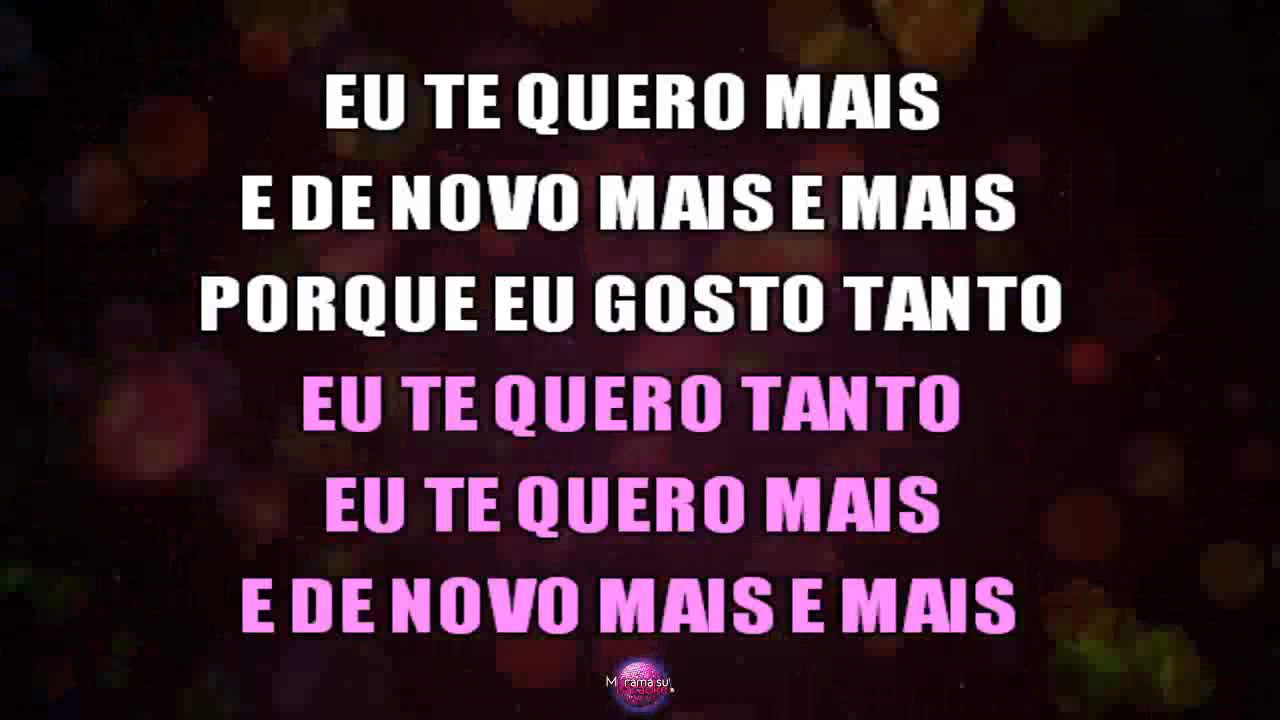 EU TE QUERO MAIS
E DE NOVO MAIS E MAIS
PORQUE EU GOSTO TANTO
EU TE QUERO TANTO
EU TE QUERO MAIS
E DE NOVO MAIS E MAIS